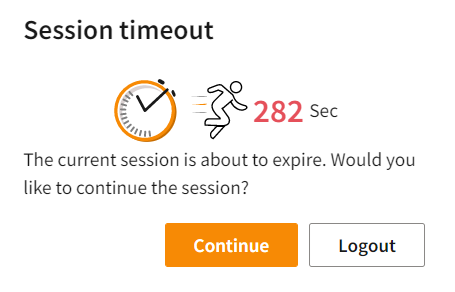 Session timeout
282 Sec
The current session is about to expire. Would you
like to continue the session?
Continue Logout